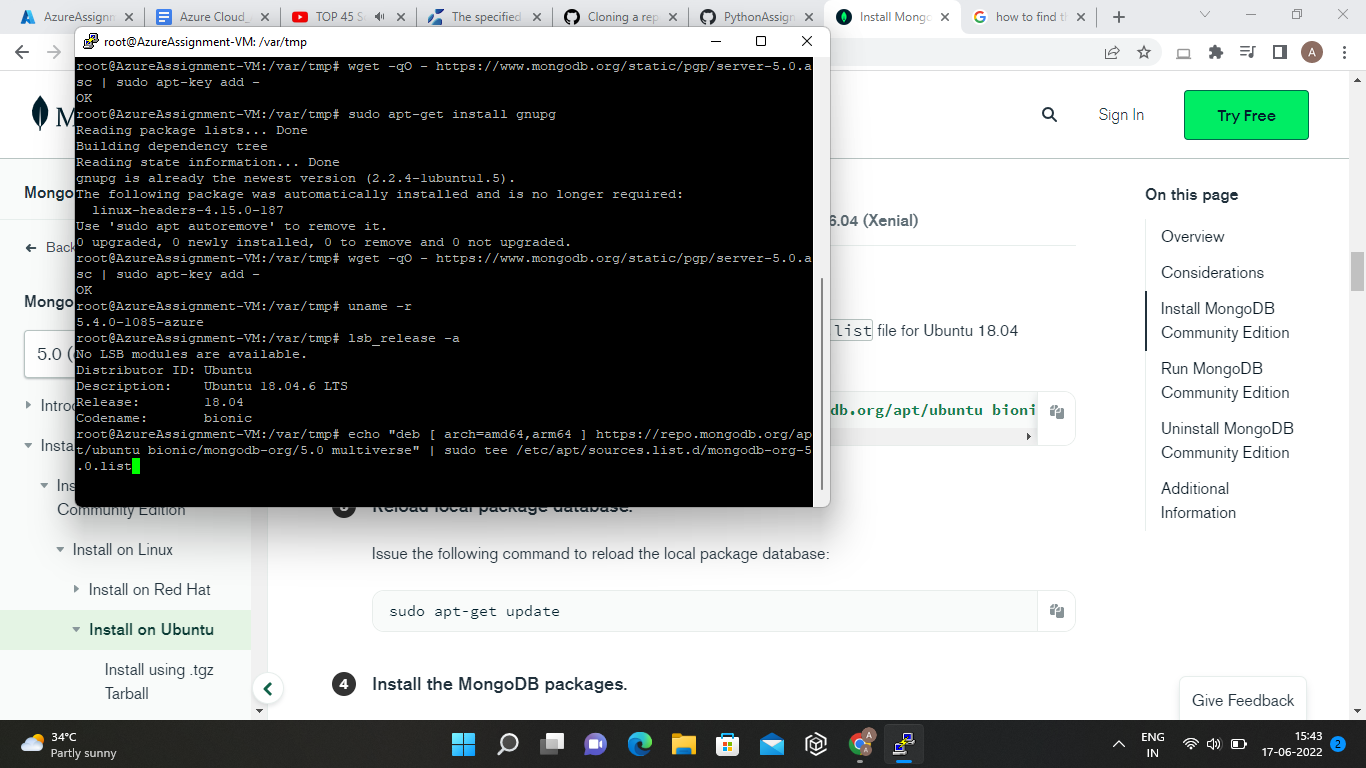 AzureAssignm
Azure Cloud_
TOP 45 S
The specified
Cloning a rep
PythonAssign
Install Mongo
how to find th
A
root@AzureAssignment-VM: /var/tmp
root@AzureAssignment-VM:/var/tmp# wget -qO - https://www.mongodb.org/static/pgp/server-5.0.a
sc | sudo apt-key add -
OK
root@AzureAssignment-VM:/var/tmp# sudo apt-get install gnupg
Reading package lists... Done
Building dependency tree
Reading state information... Done
gnupg is already the newest version (2.2.4-1ubuntu1.5).
The following package was automatically installed and is no longer required:
linux-headers-4.15.0-187
Use 'sudo apt autoremove' to remove it.
0 upgraded, 0 newly installed, 0 to remove and 0 not upgraded.
root@AzureAssignment-VM:/var/tmp# wget -qO - https://www.mongodb.org/static/pgp/server-5.0.a
sc | sudo apt-key add -
OK
root@AzureAssignment-VM:/var/tmp# uname -r
5.4.0-1085-azure
root@AzureAssignment-VM:/var/tmp# lsb_release -a
No LSB modules are available.
Distributor ID: Ubuntu
Description: Ubuntu 18.04.6 LTS
Release: 18.04
Codename: bionic
root@AzureAssignment-VM:/var/tmp# echo "deb [ arch=amd64,arm64 ] https://repo.mongodb.org/ap
t/ubuntu bionic/mongodb-org/5.0 multiverse" | sudo tee /etc/apt/sources.list.d/mongodb-org-5
.0.list
M
Sign In
Try Free
Mongo
Back
Mongo
5.0 (
Introd
Insta
Ins
Community Edition
Install on Linux
Install on Red Hat
Install on Ubuntu
Install using .tgz
Tarball
6.04 (Xenial)
list file for Ubuntu 18.04
db.org/apt/ubuntu bioni
3 Reload local package database.
Issue the following command to reload the local package database:
sudo apt-get update
4 Install the MongoDB packages.
On this page
Overview
Considerations
Install MongoDB
Community Edition
Run MongoDB
Community Edition
Uninstall MongoDB
Community Edition
Additional
Information
Give Feedback
34°C
Partly sunny
A
A
ENG
IN
15:43
17-06-2022
2